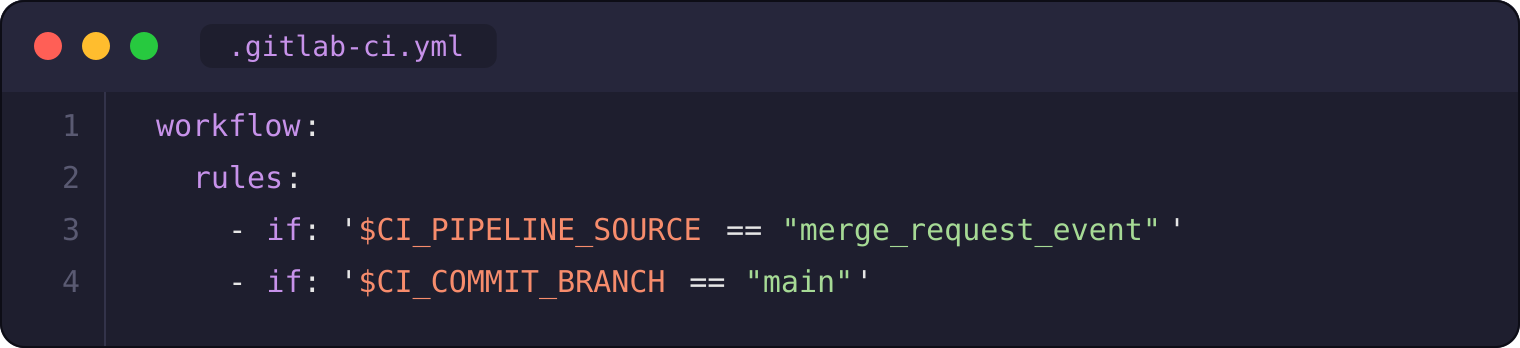 .gitlab-ci.yml
1 workflow:
2   rules:
3     - if: '$CI_PIPELINE_SOURCE == "merge_request_event"'
4     - if: '$CI_COMMIT_BRANCH == "main"'